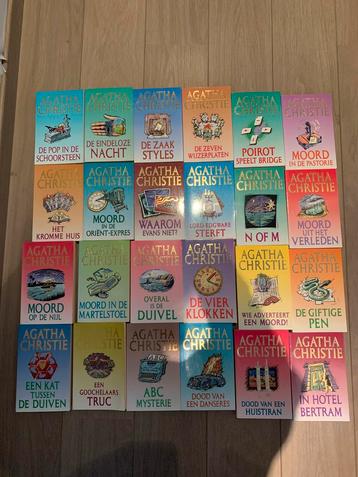 AGATHA
CHRISTIE
DE POP IN DE
SCHOORSTEEN
AGATHA
CHRISTIE
DE EINDELOZE
NACHT
AGATHA
CHRISTIE
DE ZAAK
STYLES
AGATHA
CHRISTIE
DE ZEVEN
WIJZERPLATEN
AGATHA
CHRISTIE
POIROT
SPEELT BRIDGE
AGATHA
CHRISTIE
MOORD
IN DE PASTORIE
AGATHA
CHRISTIE
HET
KROMME HUIS
AGATHA
CHRISTIE
MOORD
IN DE
ORIËNT-EXPRES
AGATHA
CHRISTIE
WAAROM
EVANS NIET?
AGATHA
CHRISTIE
LORD EDGWARE
STERFT
AGATHA
CHRISTIE
N OF M
AGATHA
CHRISTIE
MOORD
UIT HET
VERLEDEN
AGATHA
CHRISTIE
MOORD
OP DE NIJL
AGATHA
CHRISTIE
MOORD IN DE
MARTELSTOEL
AGATHA
CHRISTIE
OVERAL IS DE
DUIVEL
AGATHA
CHRISTIE
DE VIER
KLOKKEN
AGATHA
CHRISTIE
WIE ADVERTEERT
EEN MOORD!
AGATHA
CHRISTIE
DE GIFTIGE
PEN
AGATHA
CHRISTIE
EEN KAT
TUSSEN
DE DUIVEN
AGATHA
CHRISTIE
EEN
GOOCHELAARS
TRUC
AGATHA
CHRISTIE
ABC
MYSTERIE
AGATHA
CHRISTIE
DOOD VAN
EEN DANSERES
AGATHA
CHRISTIE
DOOD VAN EEN
HUISTIRAN
AGATHA
CHRISTIE
IN HOTEL
BERTRAM